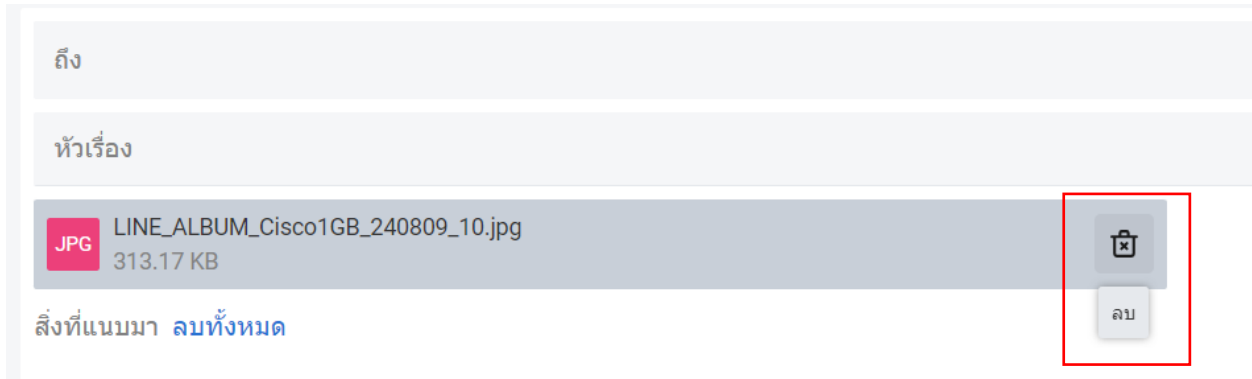 ถึง
หัวเรื่อง
JPG
LINE_ALBUM_Cisco1GB_240809_10.jpg
313.17 KB
ลบ
สิ่งที่แนบมา ลบทั้งหมด